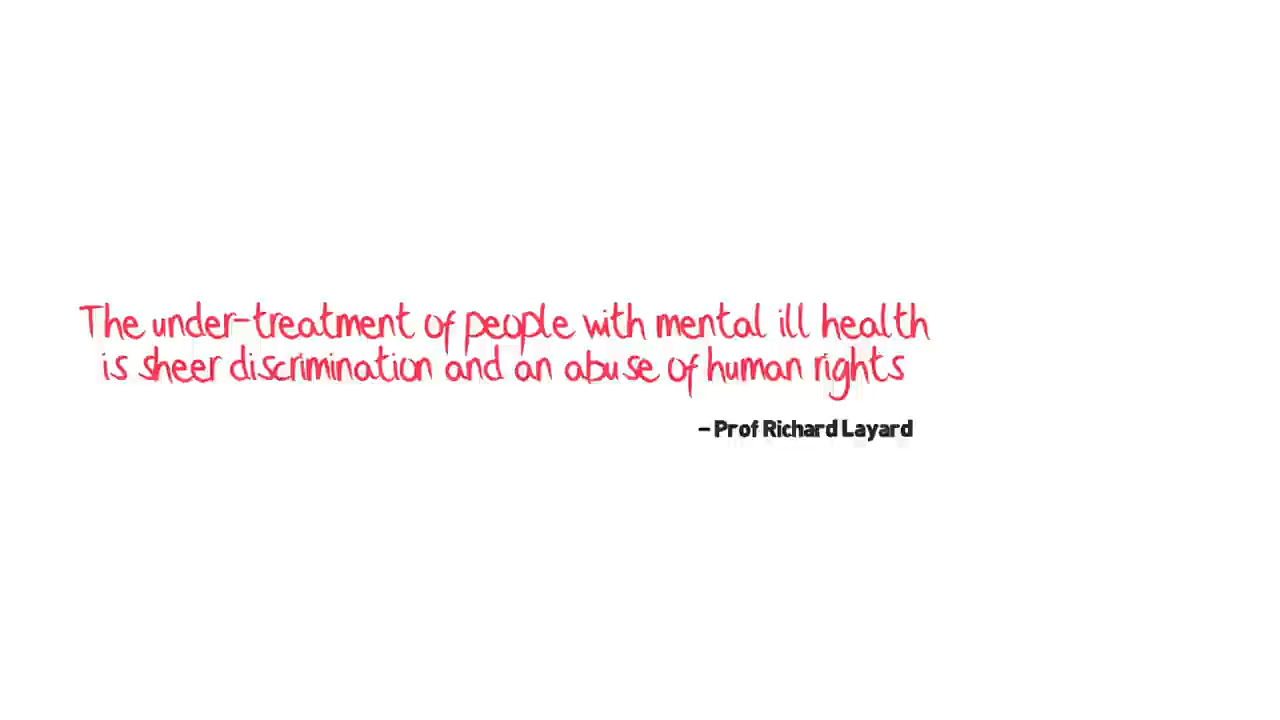 The under-treatment of people with mental ill health
is sheer discrimination and an abuse of human rights
– Prof Richard Layard